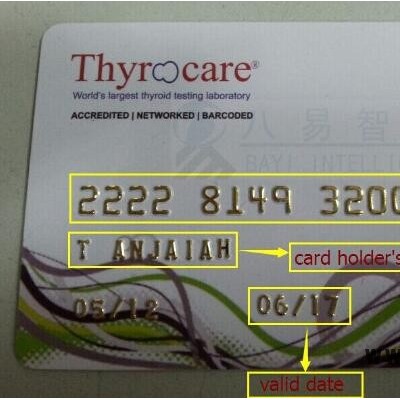 Thyrocare®
World's largest thyroid testing laboratory
ACCREDITED | NETWORKED | BARCODED
八易智
BAYI INTELLI
2222 8149 3200
T ANJAIAH
card holder's
05/12
06/17
valid date